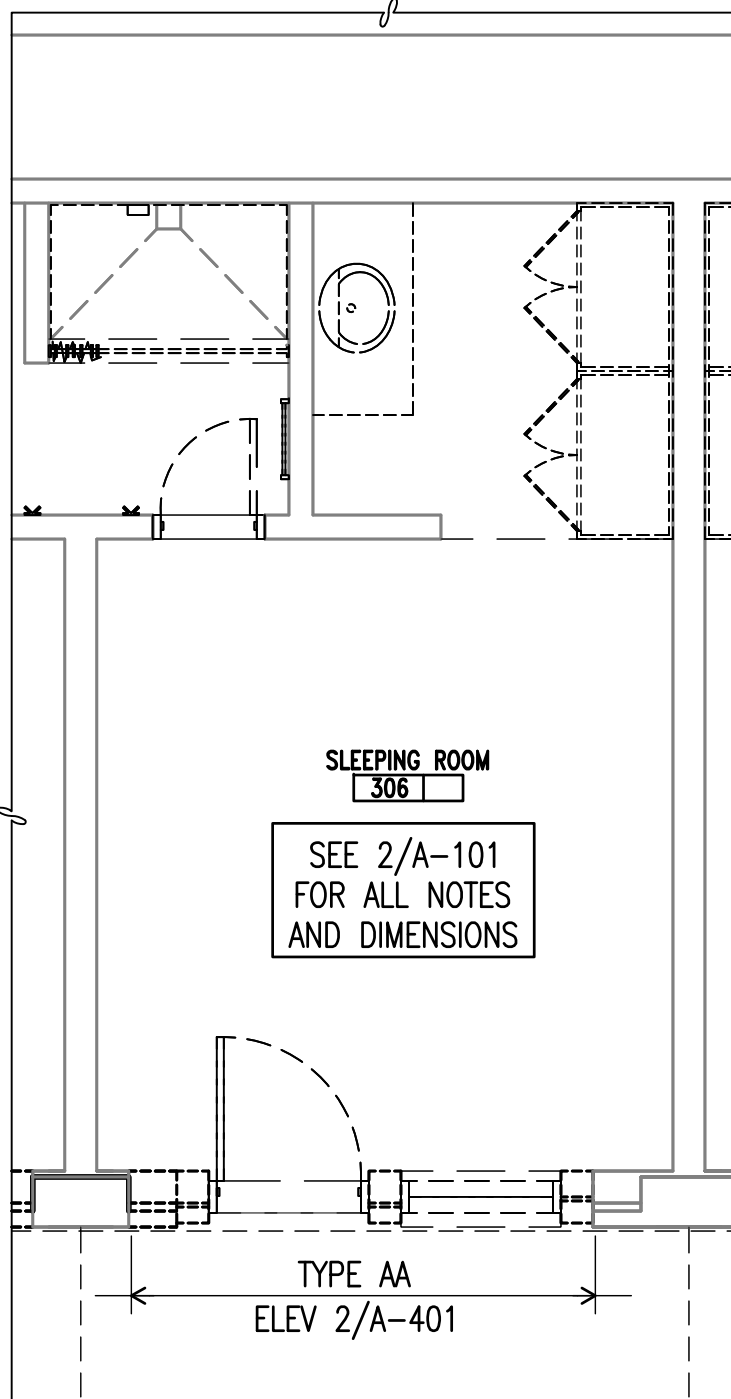 SLEEPING ROOM
306
SEE 2/A-101
FOR ALL NOTES
AND DIMENSIONS
TYPE AA
ELEV 2/A-401